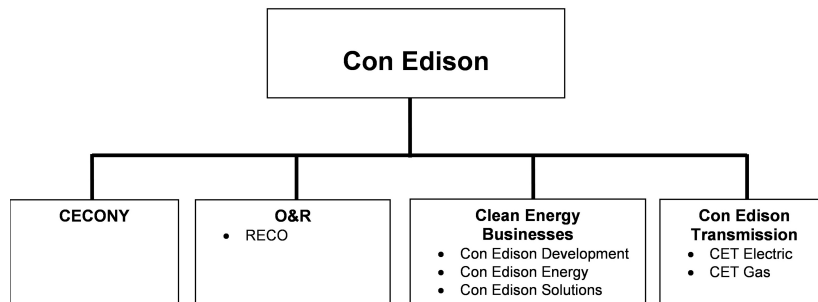 Con Edison
CECONY
O&R
• RECO
Clean Energy
Businesses
• Con Edison Development
• Con Edison Energy
• Con Edison Solutions
Con Edison
Transmission
• CET Electric
• CET Gas